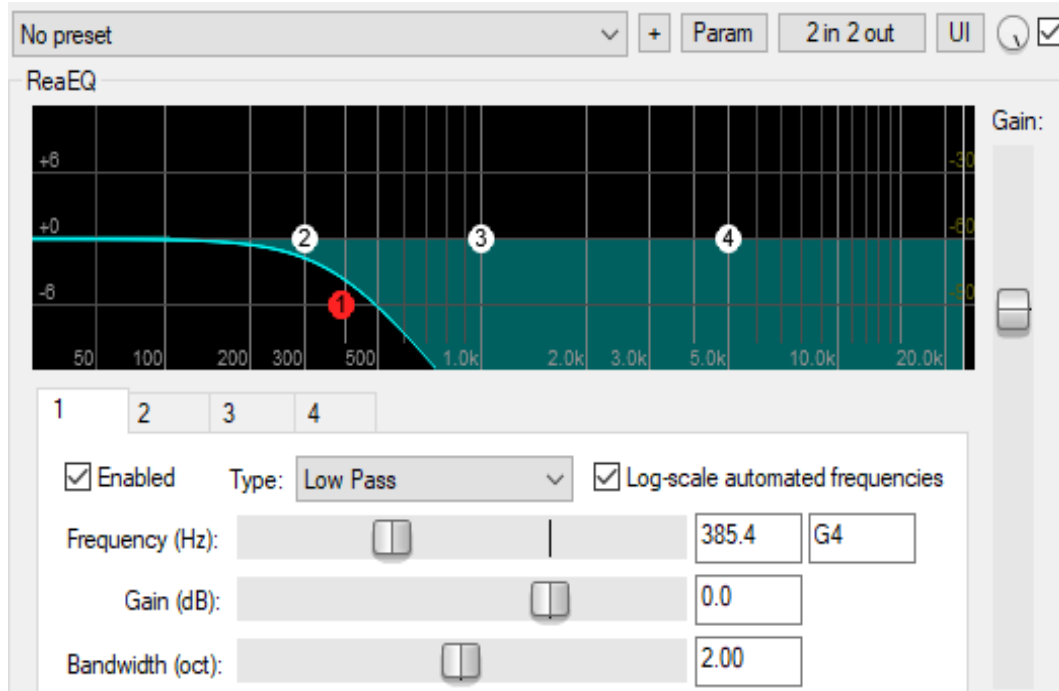 No preset + Param 2 in 2 out UI
ReaEQ
Gain:
+6 -30
+0 2 3 4 -60
-6 1 -90
50 100 200 300 500 1.0k 2.0k 3.0k 5.0k 10.0k 20.0k
1 2 3 4
Enabled Type: Low Pass Log-scale automated frequencies
Frequency (Hz): 385.4 G4
Gain (dB): 0.0
Bandwidth (oct): 2.00